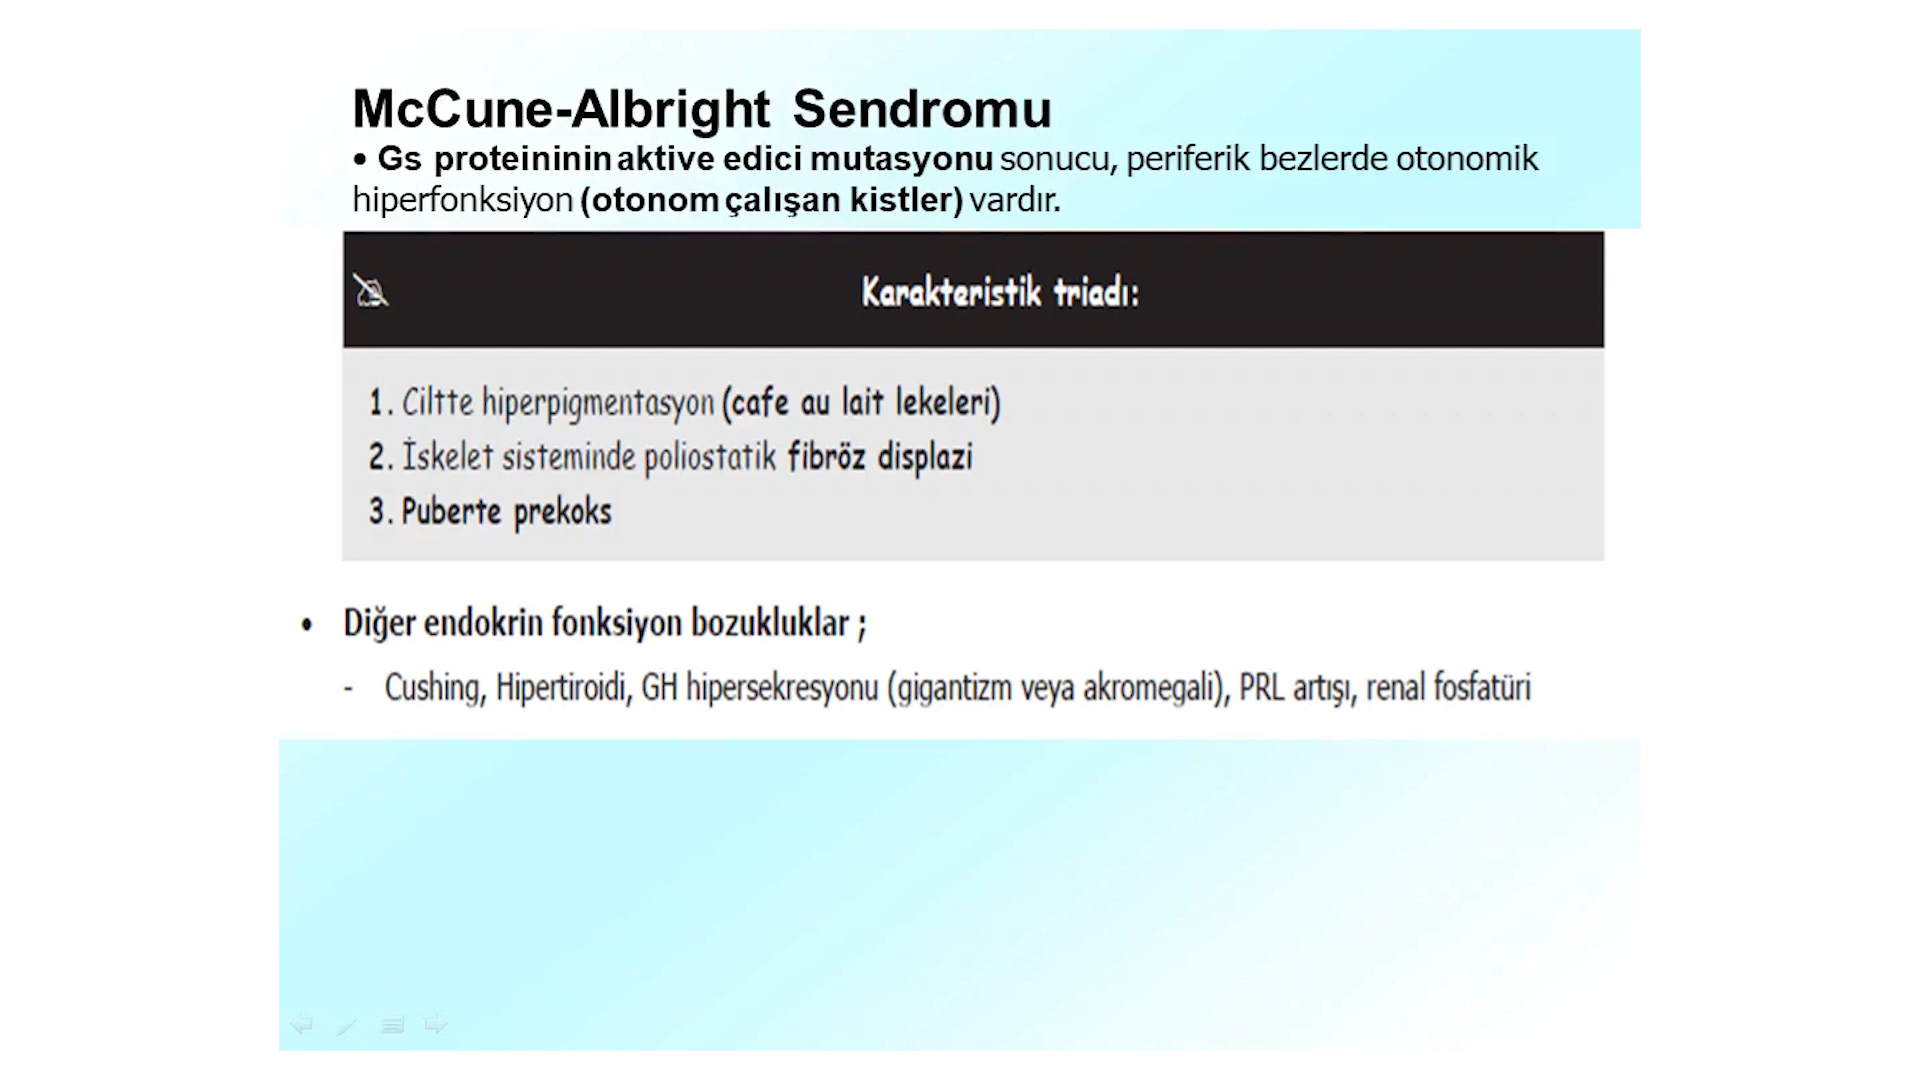 McCune-Albright Sendromu
• Gs proteininin aktive edici mutasyonu sonucu, periferik bezlerde otonomik
hiperfonksiyon (otonom çalışan kistler) vardır.
Karakteristik triadı:
1. Ciltte hiperpigmentasyon (cafe au lait lekeleri)
2. İskelet sisteminde poliostatik fibröz displazi
3. Puberte prekoks
• Diğer endokrin fonksiyon bozukluklar ;
- Cushing, Hipertiroidi, GH hipersekresyonu (gigantizm veya akromegali), PRL artışı, renal fosfatüri